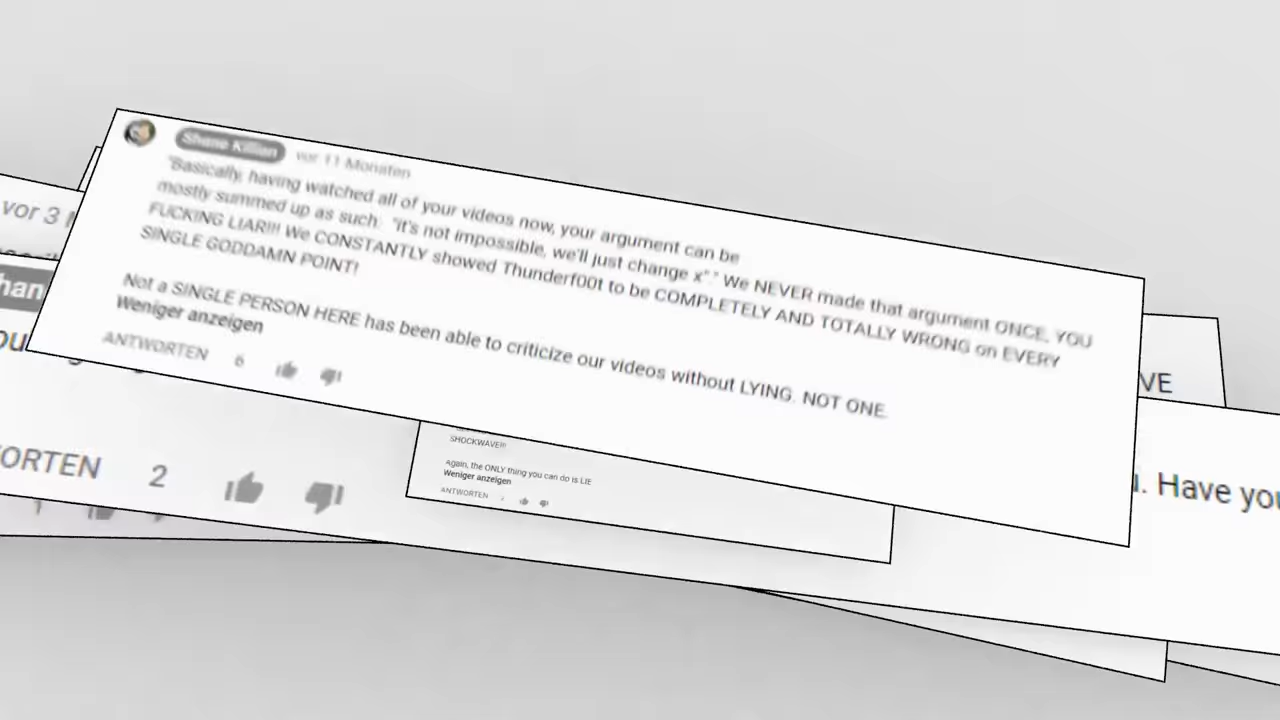 Shane Killian vor 11 Monaten
"Basically, having watched all of your videos now, your argument can be
mostly summed up as such: "it's not impossible, we'll just change x"." We NEVER made that argument ONCE, YOU
FUCKING LIAR!!! We CONSTANTLY showed Thunderf00t to be COMPLETELY AND TOTALLY WRONG on EVERY
SINGLE GODDAMN POINT!
Not a SINGLE PERSON HERE has been able to criticize our videos without LYING. NOT ONE.
Weniger anzeigen
ANTWORTEN 6
vor 3
han
ou
ORTEN 2
1
SHOCKWAVE!!!
Again, the ONLY thing you can do is LIE
Weniger anzeigen
ANTWORTEN
VE
. Have you